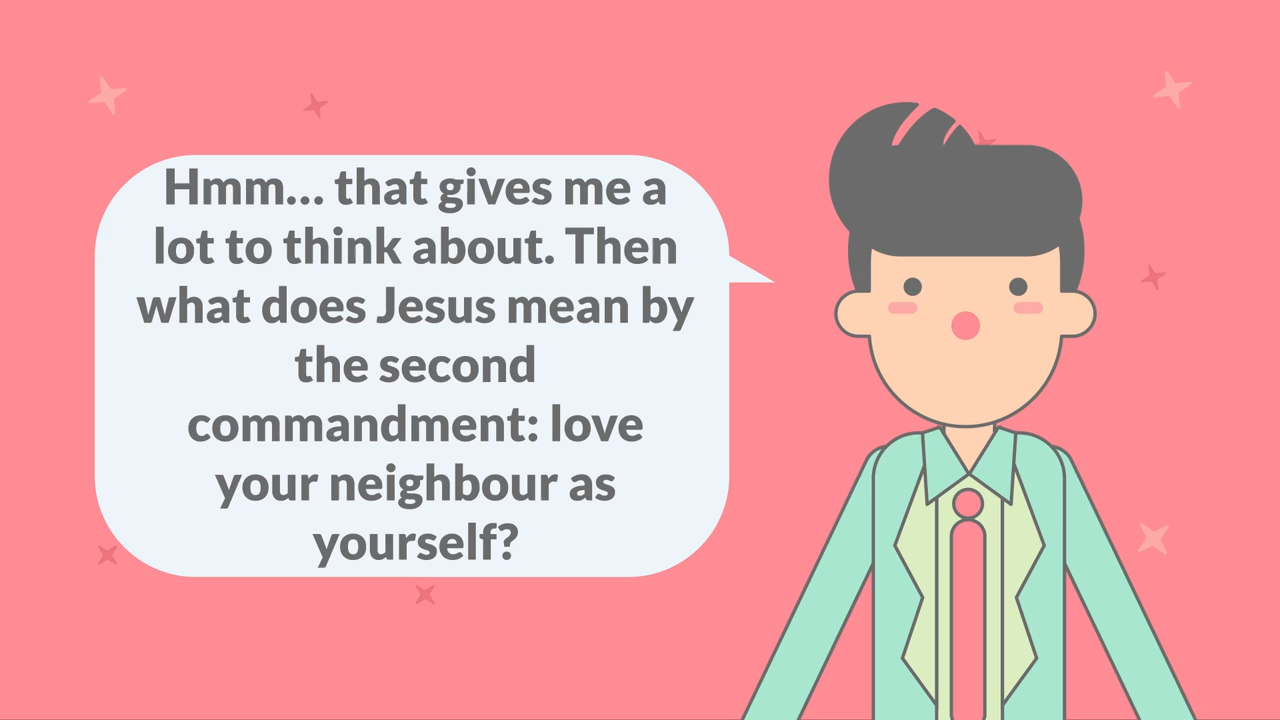 Hmm... that gives me a
lot to think about. Then
what does Jesus mean by
the second
commandment: love
your neighbour as
yourself?